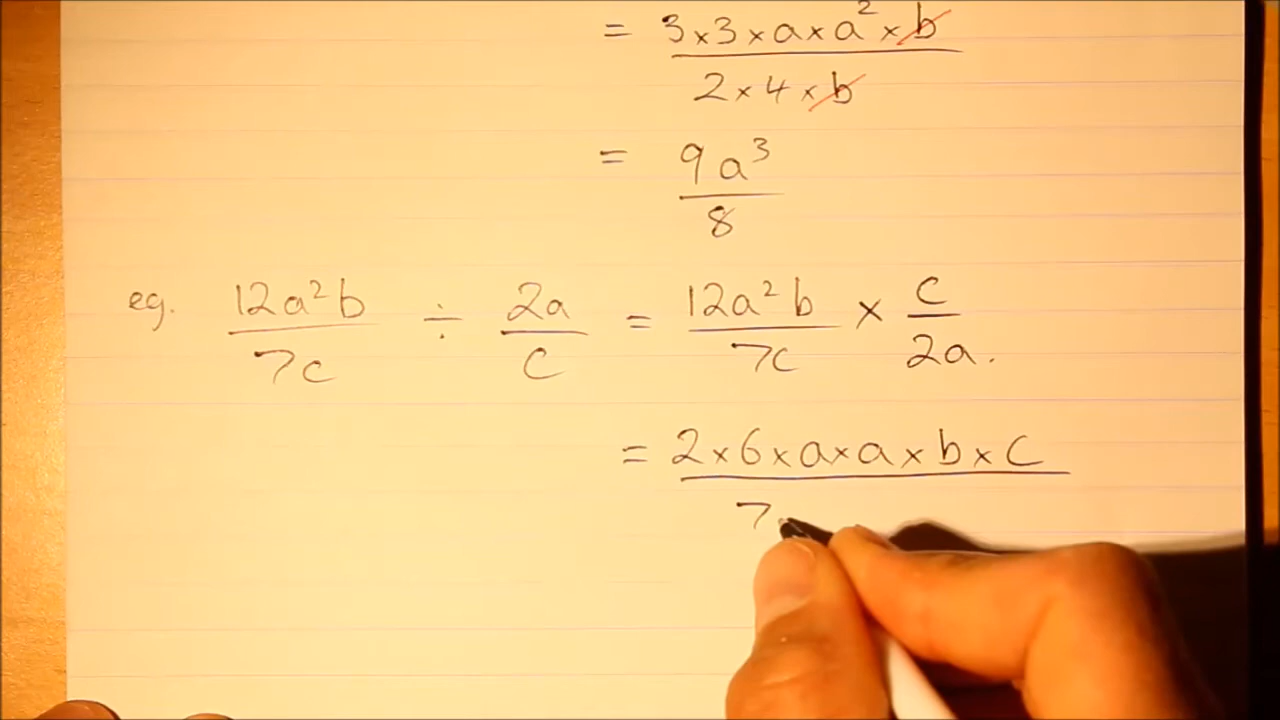 = 3×3×a×a²×b
2×4×b
= 9a³
8
eg. 12a²b ÷ 2a = 12a²b × c
7c c 7c 2a.
= 2×6×a×a×b×c
7